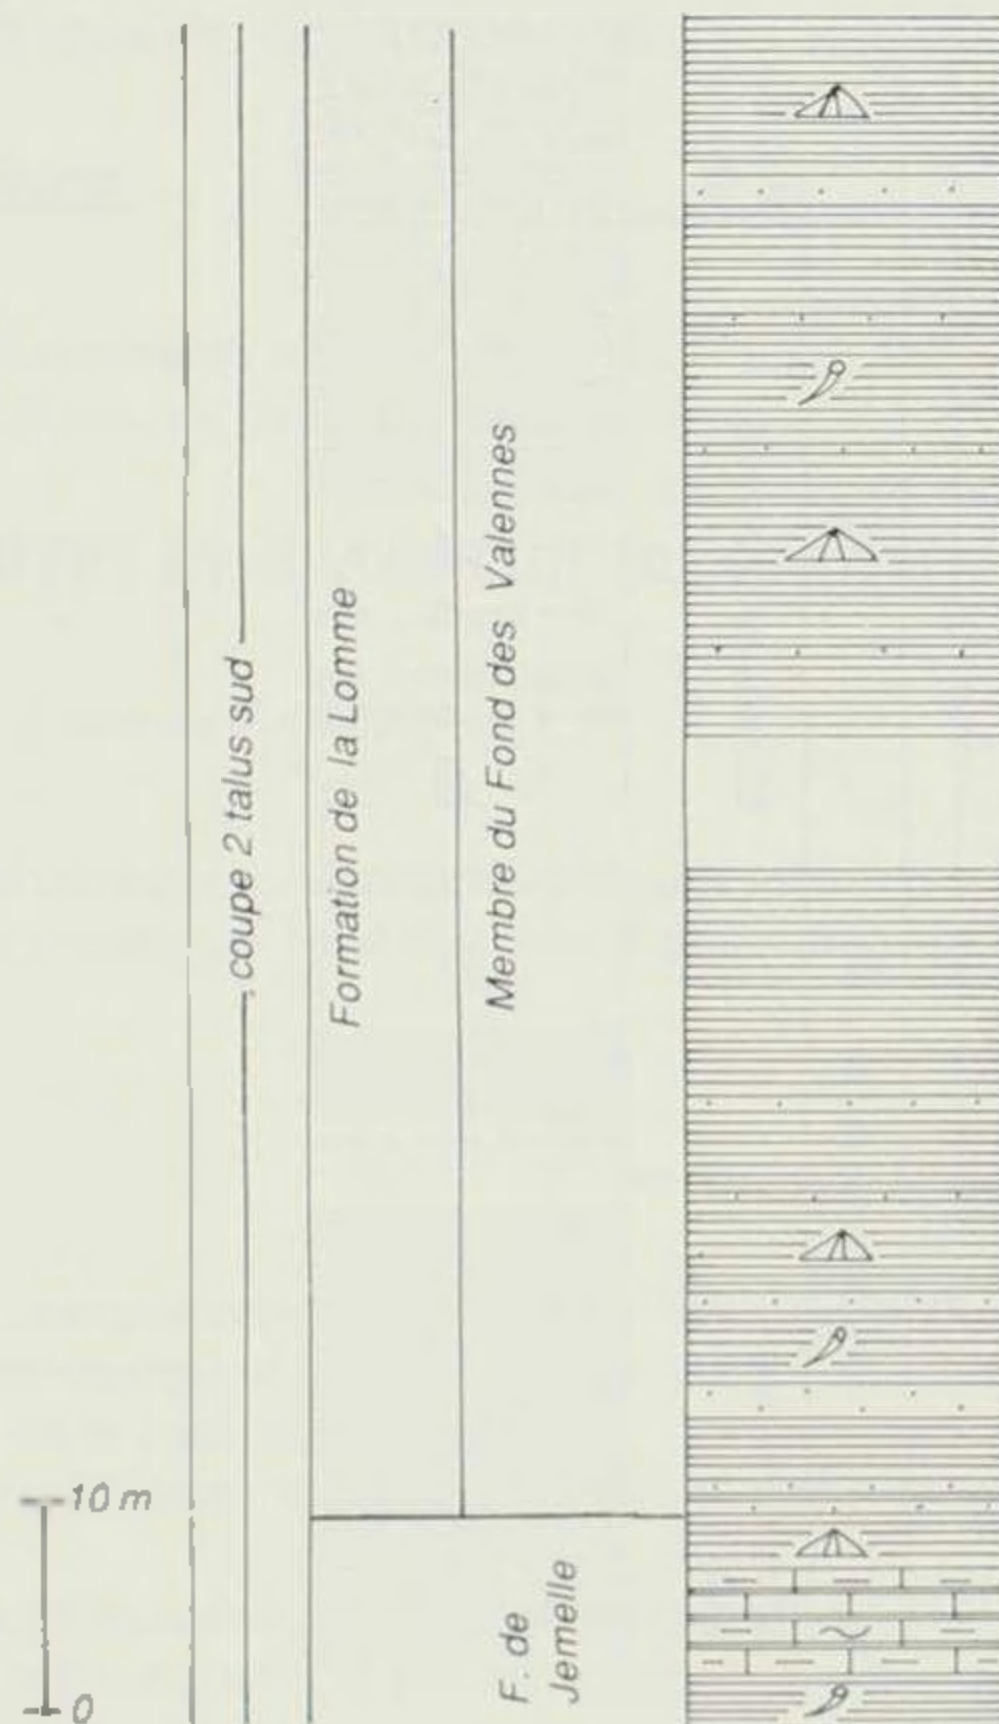 coupe 2 talus sud
Formation de la Lomme
Membre du Fond des Valennes
10 m
0
F. de
Jemelle